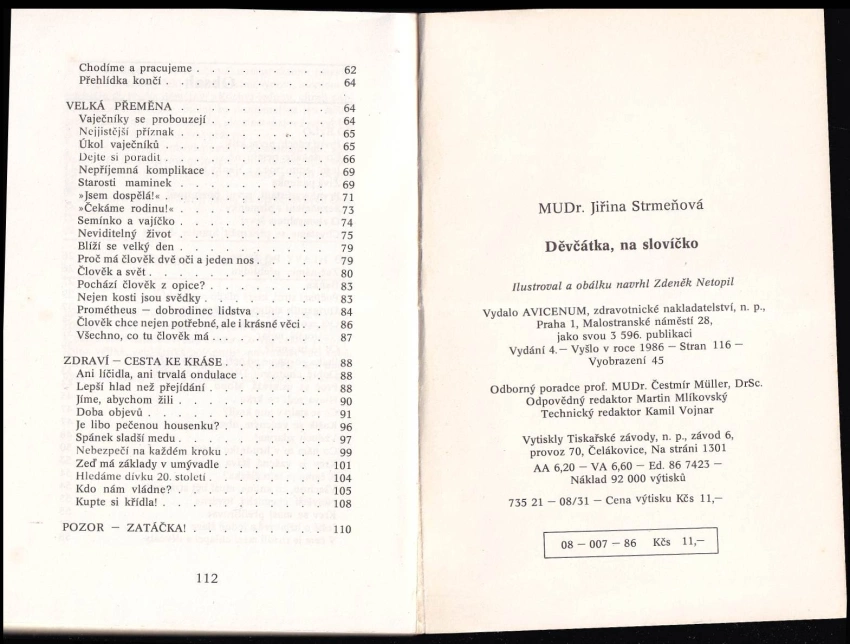 Chodíme a pracujeme . . . . . . . . . 62
Přehlídka končí . . . . . . . . . . . 64
VELKÁ PŘEMĚNA . . . . . . . . . . 64
Vaječníky se probouzejí . . . . . . . . 64
Nejjistější příznak . . . . . . . . . . 65
Úkol vaječníků . . . . . . . . . . . 65
Dejte si poradit . . . . . . . . . . . 66
Nepříjemná komplikace . . . . . . . . 69
Starosti maminek . . . . . . . . . . 69
»Jsem dospělá!« . . . . . . . . . . . 71
»Čekáme rodinu!« . . . . . . . . . . 73
Semínko a vajíčko . . . . . . . . . . 74
Neviditelný život . . . . . . . . . . 75
Blíží se velký den . . . . . . . . . . 79
Proč má člověk dvě oči a jeden nos . . . . . 79
Člověk a svět . . . . . . . . . . . . 80
Pochází člověk z opice? . . . . . . . . 83
Nejen kosti jsou svědky . . . . . . . . 83
Prométheus — dobrodinec lidstva . . . . . 84
Člověk chce nejen potřebné, ale i krásné věci . . 86
Všechno, co tu člověk má . . . . . . . . 87
ZDRAVÍ — CESTA KE KRÁSE . . . . . . . . 88
Ani líčidla, ani trvalá ondulace . . . . . . 88
Lepší hlad než přejídání . . . . . . . . 88
Jíme, abychom žili . . . . . . . . . . 90
Doba objevů . . . . . . . . . . . . 91
Je libo pečenou housenku? . . . . . . . 96
Spánek sladší medu . . . . . . . . . . 97
Nebezpečí na každém kroku . . . . . . . 99
Zeď má základy v umývadle . . . . . . . 101
Hledáme dívku 20. století . . . . . . . . 104
Kdo nám vládne? . . . . . . . . . . 105
Kupte si křídla! . . . . . . . . . . . 108
POZOR — ZATÁČKA! . . . . . . . . . 110
112
MUDr. Jiřina Strmeňová
Děvčátka, na slovíčko
Ilustroval a obálku navrhl Zdeněk Netopil
Vydalo AVICENUM, zdravotnické nakladatelství, n. p.,
Praha 1, Malostranské náměstí 28,
jako svou 3 596. publikaci
Vydání 4.— Vyšlo v roce 1986 — Stran 116 —
Vyobrazení 45
Odborný poradce prof. MUDr. Čestmír Müller, DrSc.
Odpovědný redaktor Martin Mlíkovský
Technický redaktor Kamil Vojnar
Vytiskly Tiskařské závody, n. p., závod 6,
provoz 70, Čelákovice, Na stráni 1301
AA 6,20 — VA 6,60 — Ed. 86 7423 —
Náklad 92 000 výtisků
735 21 — 08/31 — Cena výtisku Kčs 11,—
08 — 007 — 86 Kčs 11,—